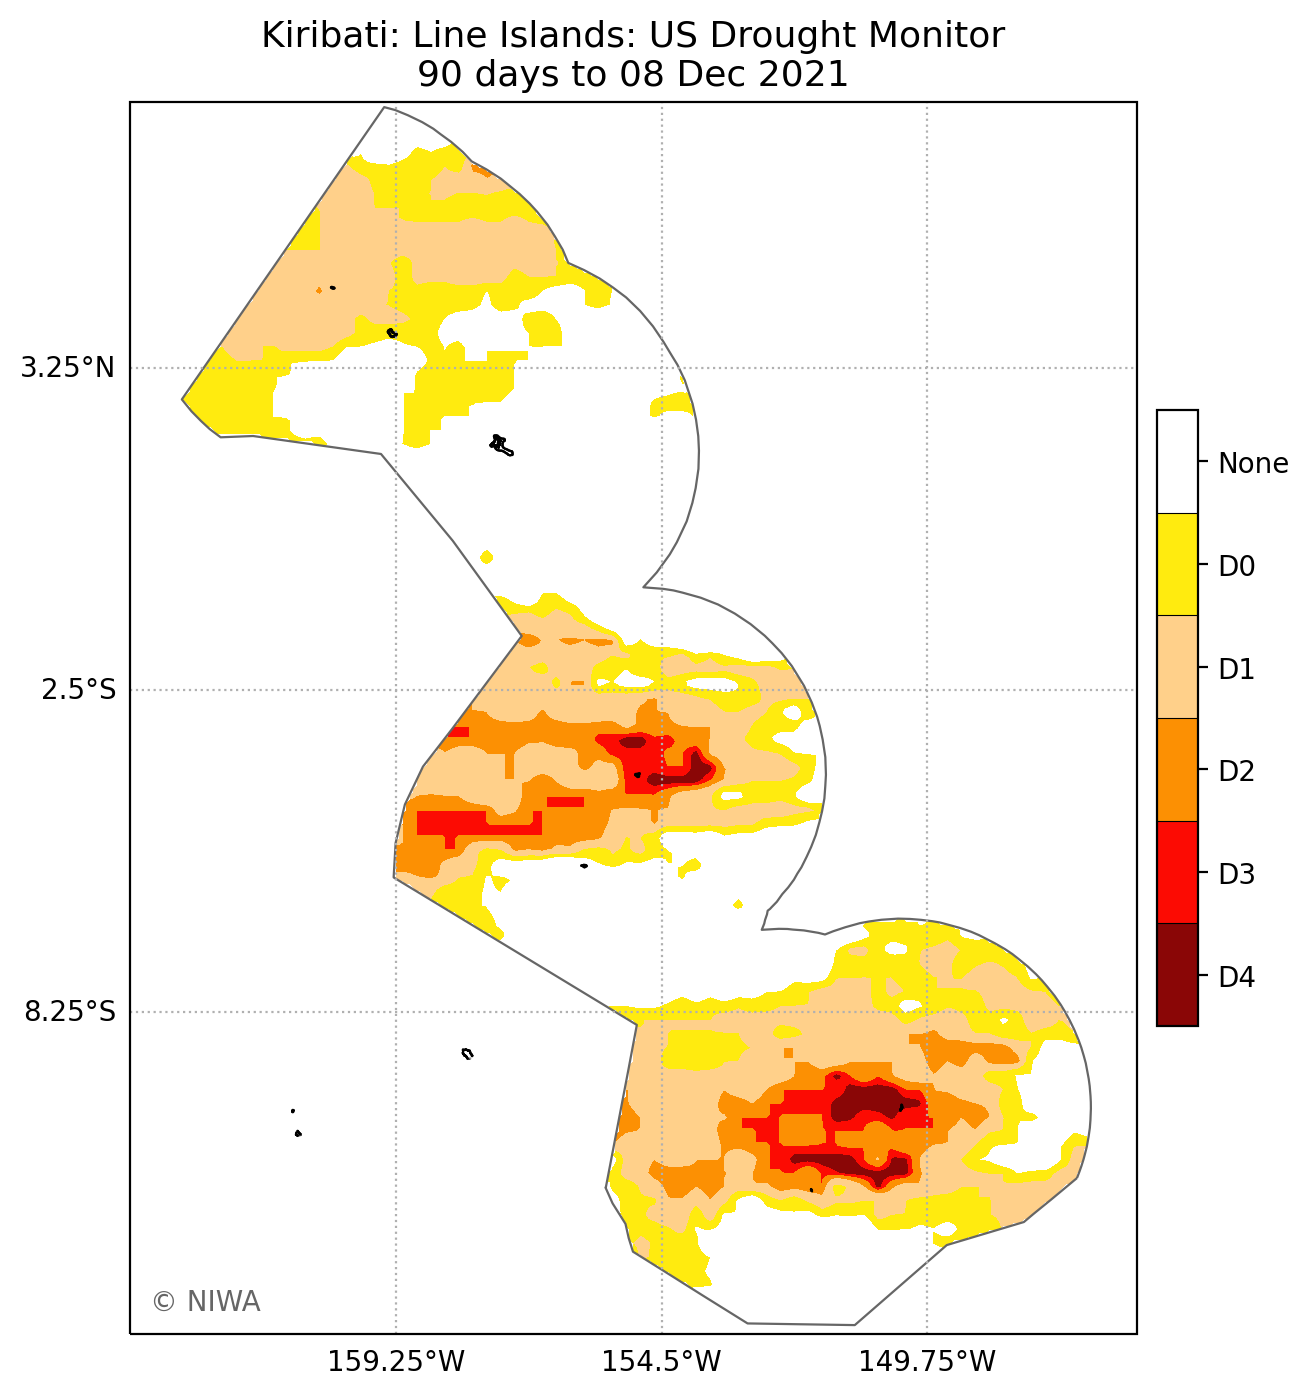 Kiribati: Line Islands: US Drought Monitor
90 days to 08 Dec 2021
3.25°N
2.5°S
8.25°S
159.25°W
154.5°W
149.75°W
None
D0
D1
D2
D3
D4
© NIWA